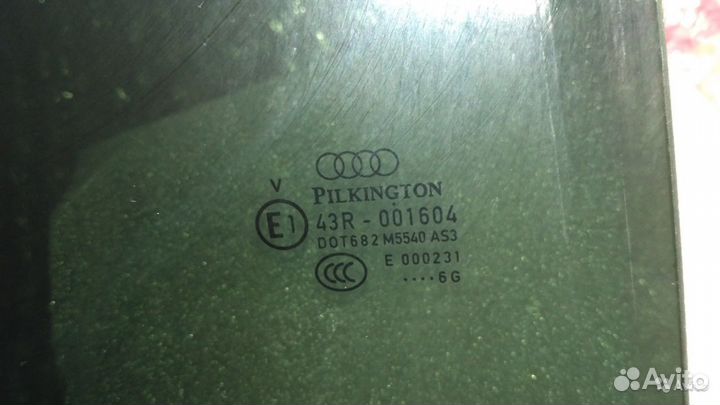 V
PILKINGTON
E1 43R - 001604
DOT682 M5540 AS3
CCC E 000231
····6G
Avito